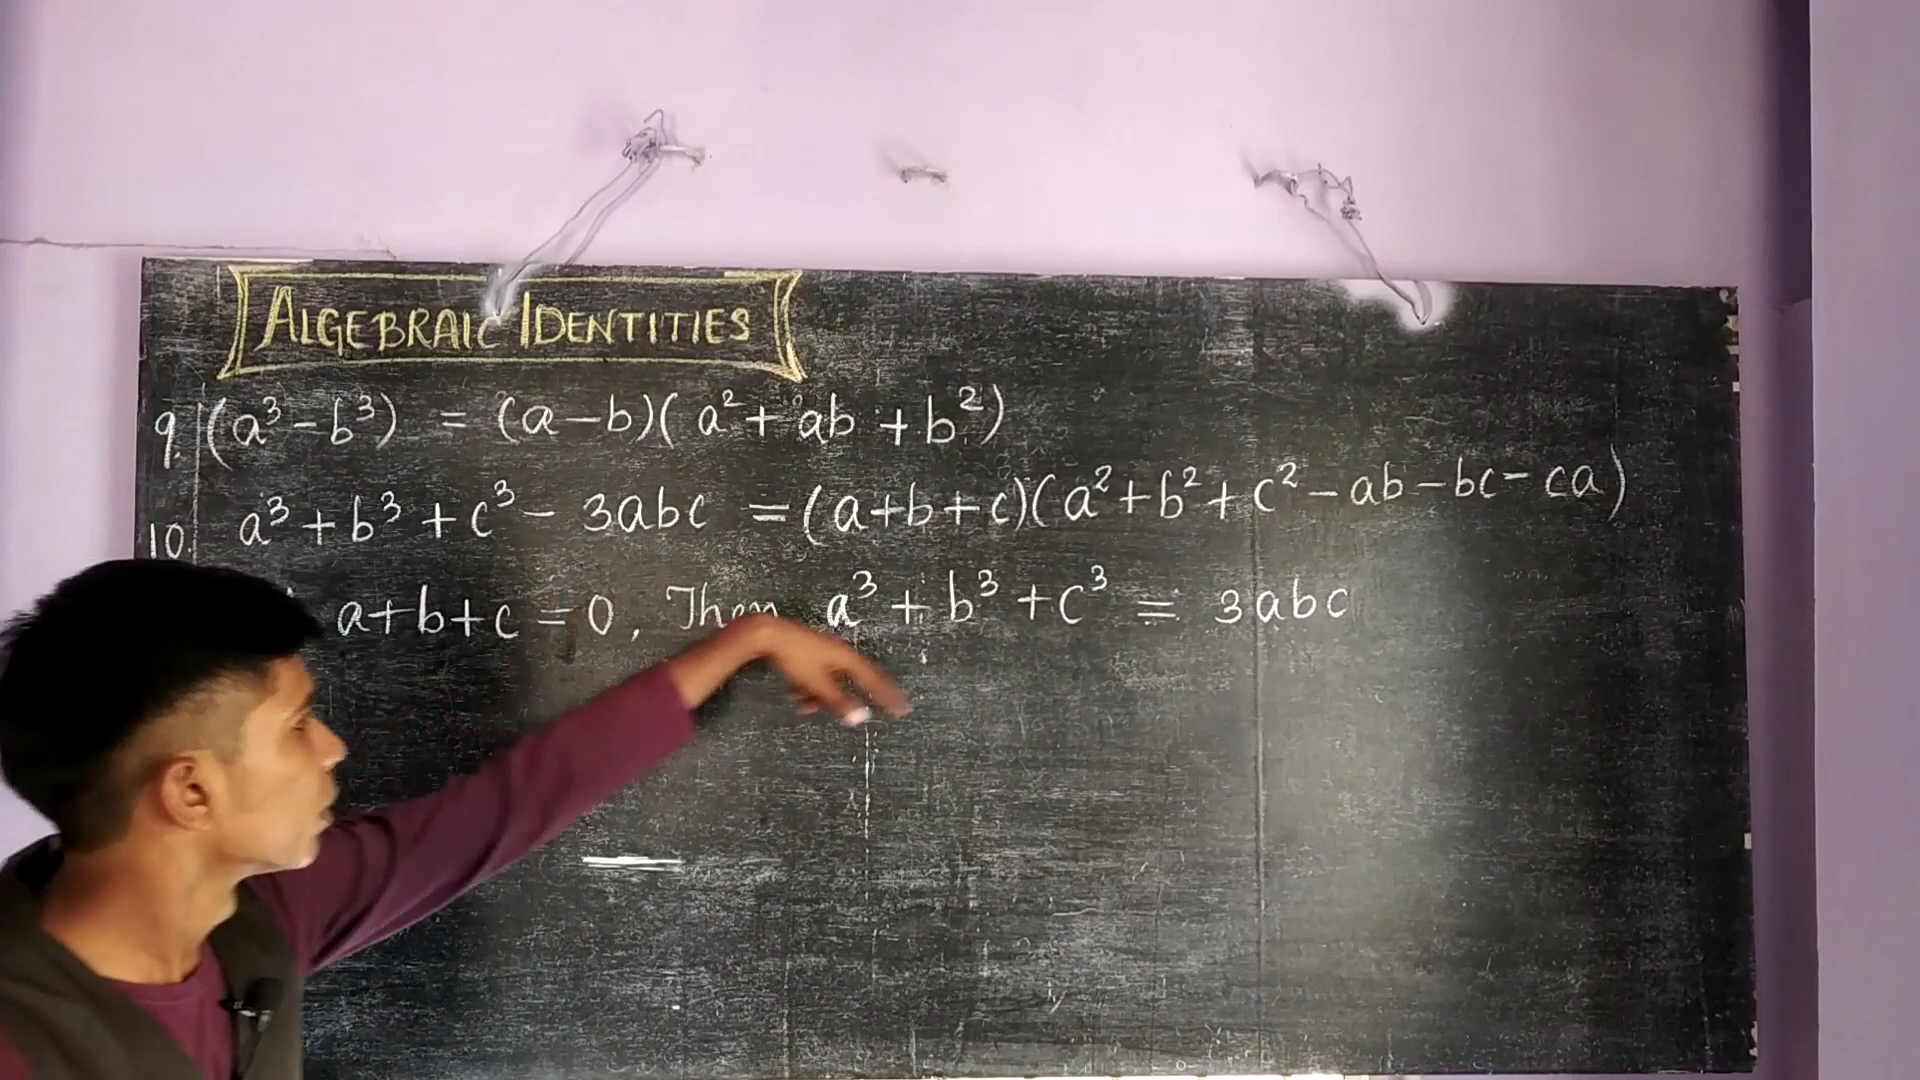 ALGEBRAIC IDENTITIES
9. (a³-b³) = (a-b)(a²+ab+b²)
10. a³+b³+c³-3abc = (a+b+c)(a²+b²+c²-ab-bc-ca)
a+b+c=0, Then a³+b³+c³ = 3abc